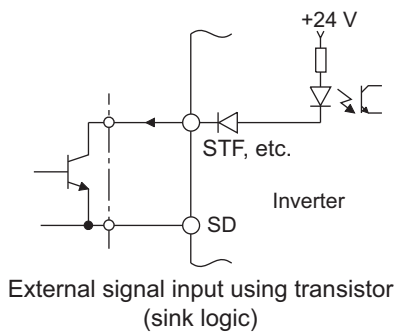 +24 V
STF, etc.
Inverter
SD
External signal input using transistor
(sink logic)